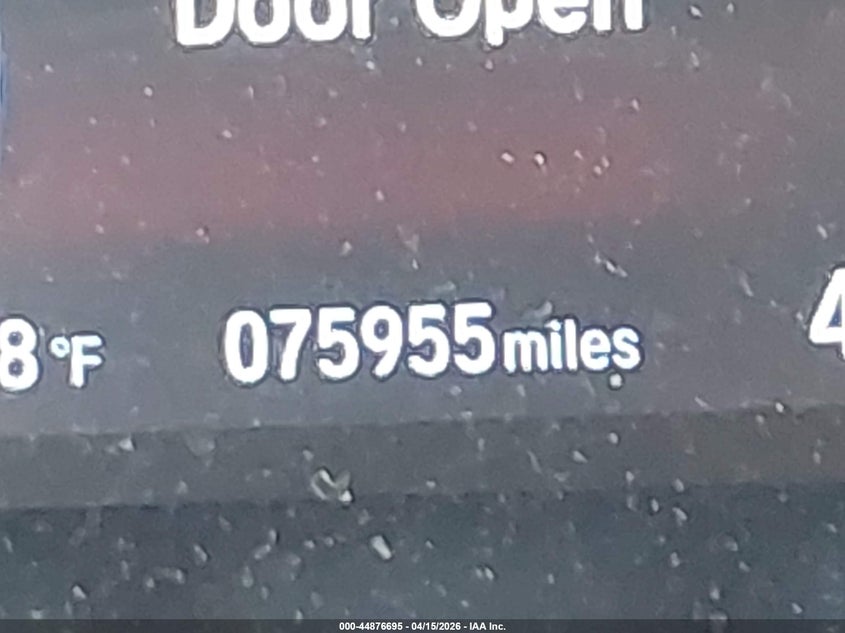 Door Open
8°F
075955 miles
4
000-44876695 - 04/15/2026 - IAA Inc.